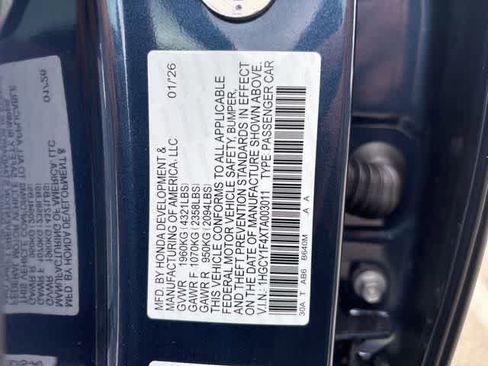 MFD. BY HONDA DEVELOPMENT &
MANUFACTURING OF AMERICA, LLC 01/'26
GVWR 1960KG(4321LBS)
GAWR F 1070KG(2358LBS)
GAWR R 950KG(2094LBS)
THIS VEHICLE CONFORMS TO ALL APPLICABLE
FEDERAL MOTOR VEHICLE SAFETY, BUMPER,
AND THEFT PREVENTION STANDARDS IN EFFECT
ON THE DATE OF MANUFACTURE SHOWN ABOVE.
V.I.N.: 1HGCY1F4XTA003011 TYPE PASSENGER CAR
30A T AB6 B640M A A